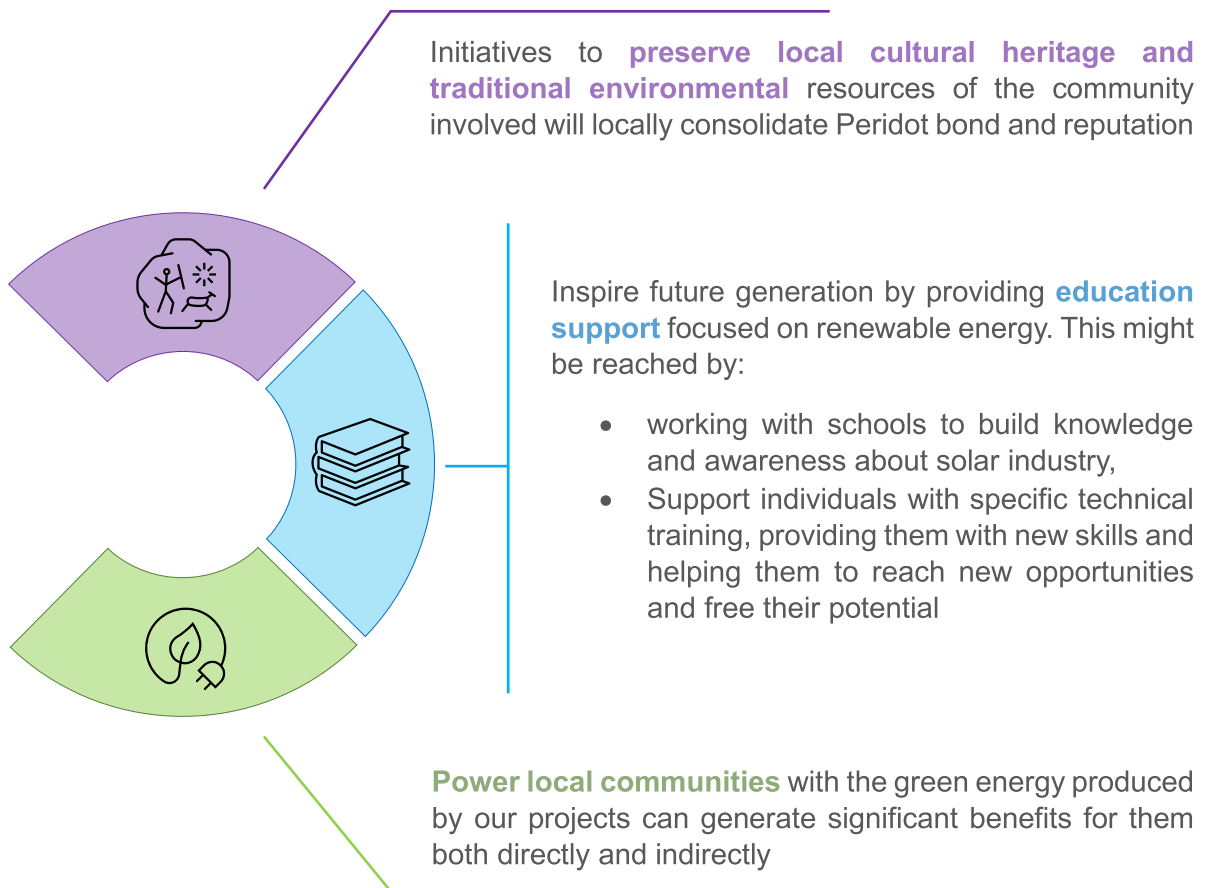 Initiatives to preserve local cultural heritage and
traditional environmental resources of the community
involved will locally consolidate Peridot bond and reputation
Inspire future generation by providing education
support focused on renewable energy. This might
be reached by:
• working with schools to build knowledge
and awareness about solar industry,
• Support individuals with specific technical
training, providing them with new skills and
helping them to reach new opportunities
and free their potential
Power local communities with the green energy produced
by our projects can generate significant benefits for them
both directly and indirectly